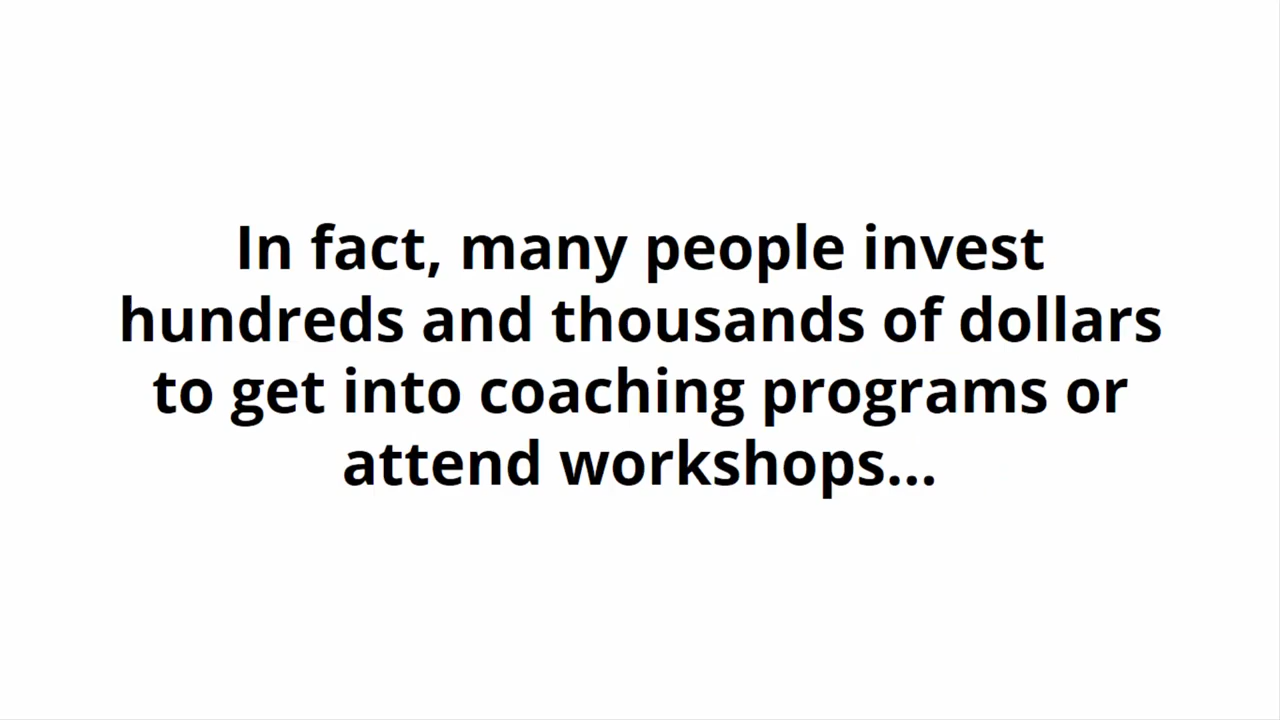 In fact, many people invest
hundreds and thousands of dollars
to get into coaching programs or
attend workshops...